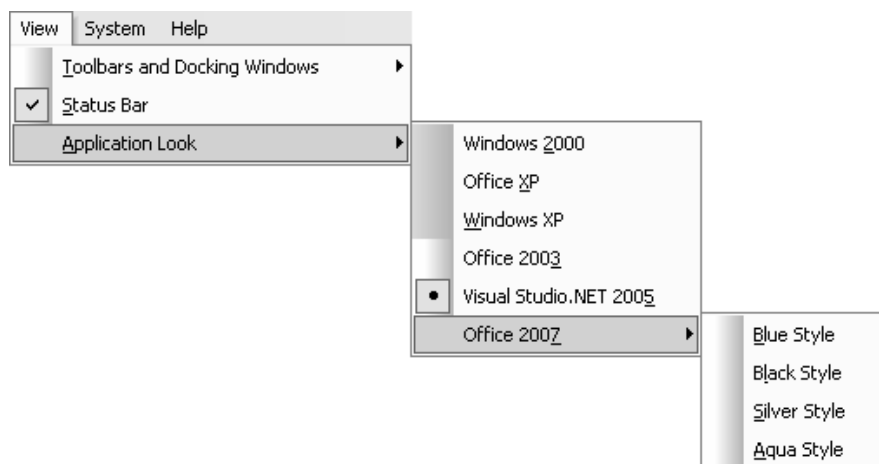 View System Help
Toolbars and Docking Windows
Status Bar
Application Look
Windows 2000
Office XP
Windows XP
Office 2003
Visual Studio.NET 2005
Office 2007
Blue Style
Black Style
Silver Style
Aqua Style